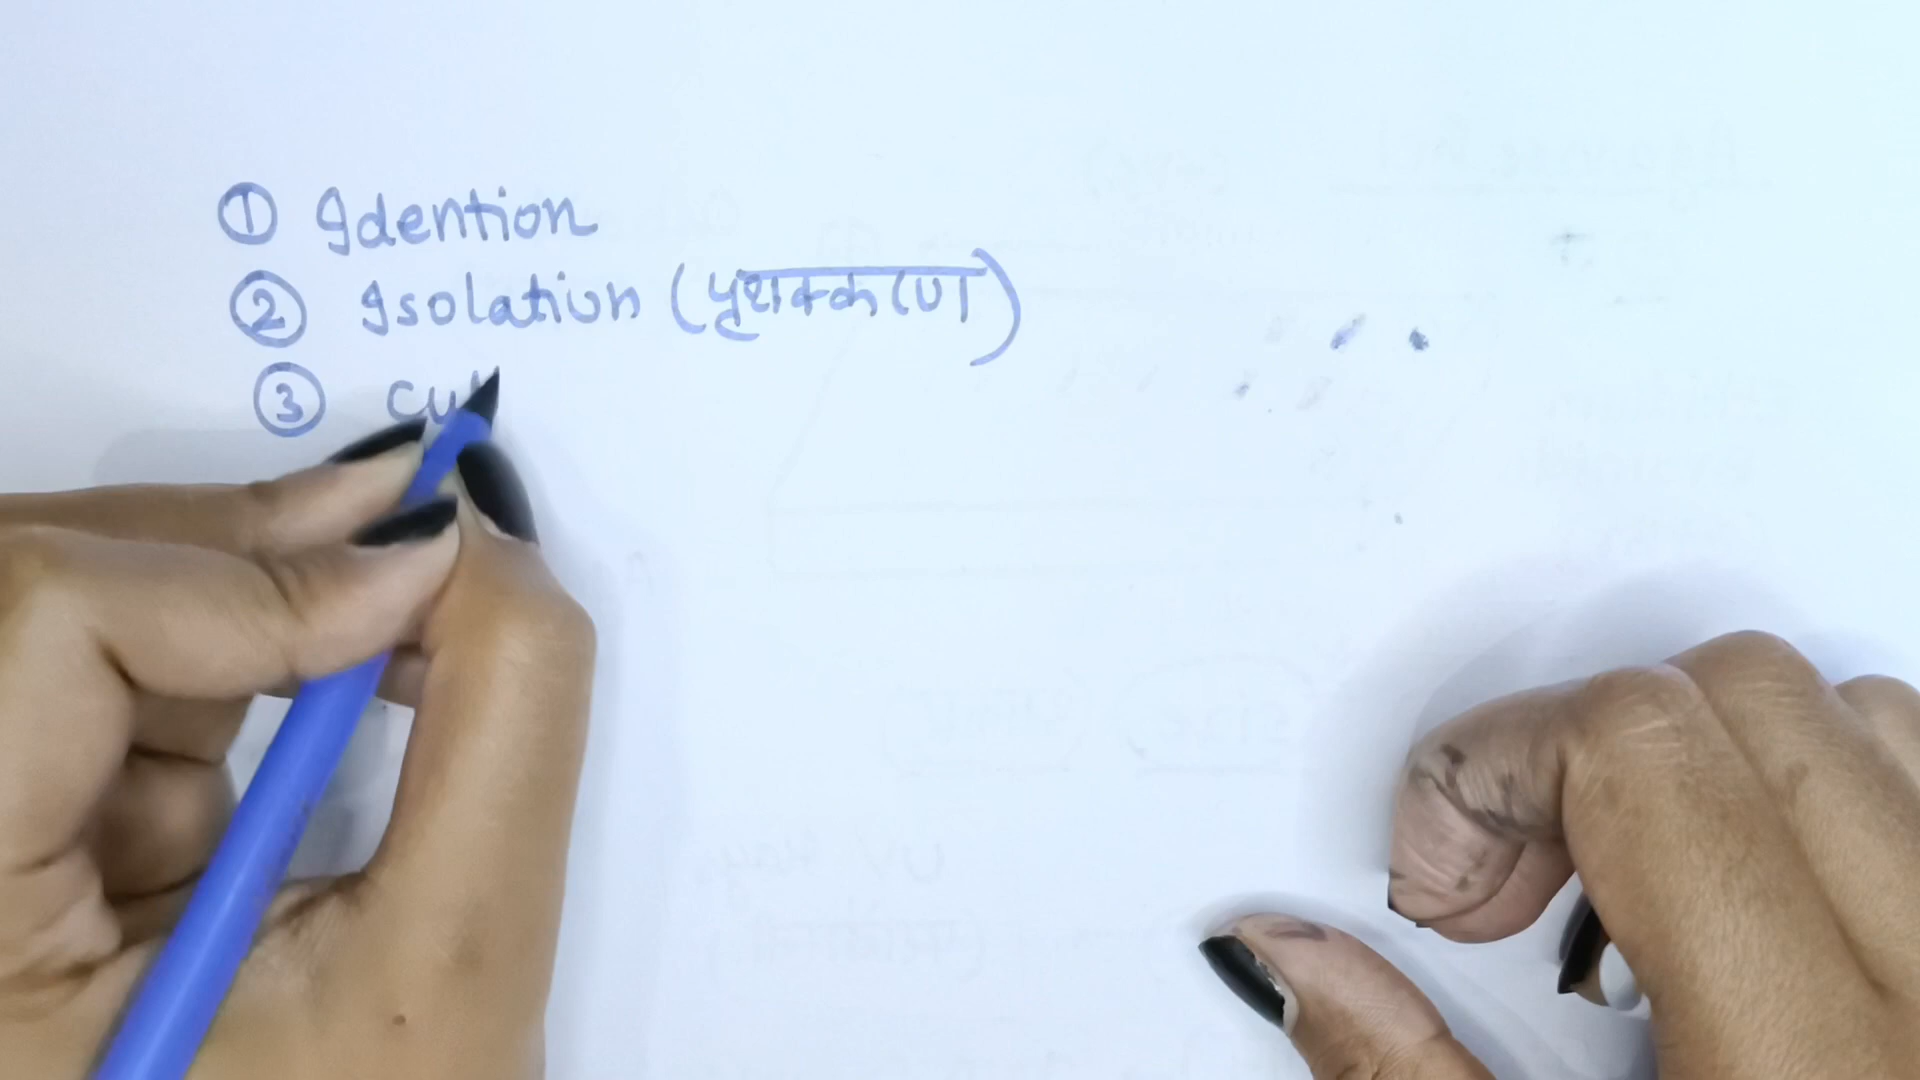 ① Idention
② Isolation (पृथक्करण)
③ Cu